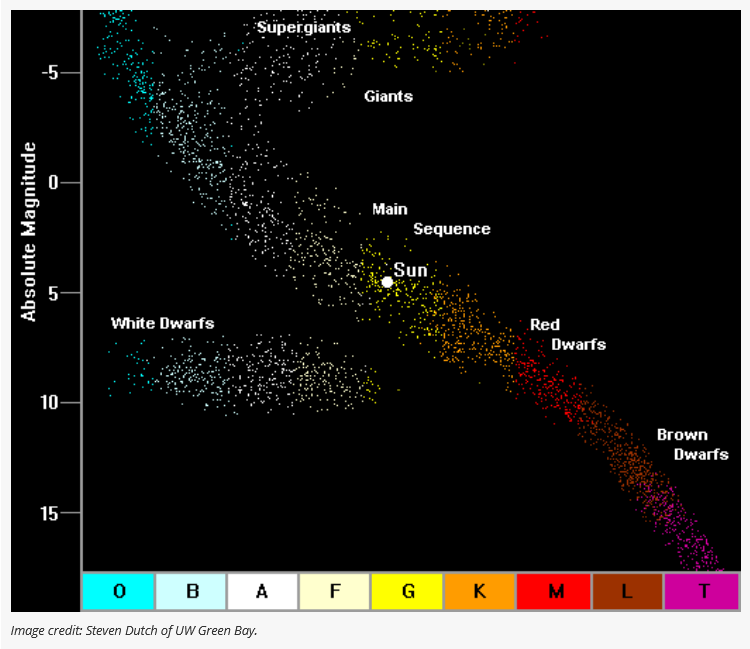 Supergiants
-5
Giants
0
Absolute Magnitude
Main
Sequence
Sun
5
White Dwarfs
Red
Dwarfs
10
Brown
Dwarfs
15
O B A F G K M L T
Image credit: Steven Dutch of UW Green Bay.